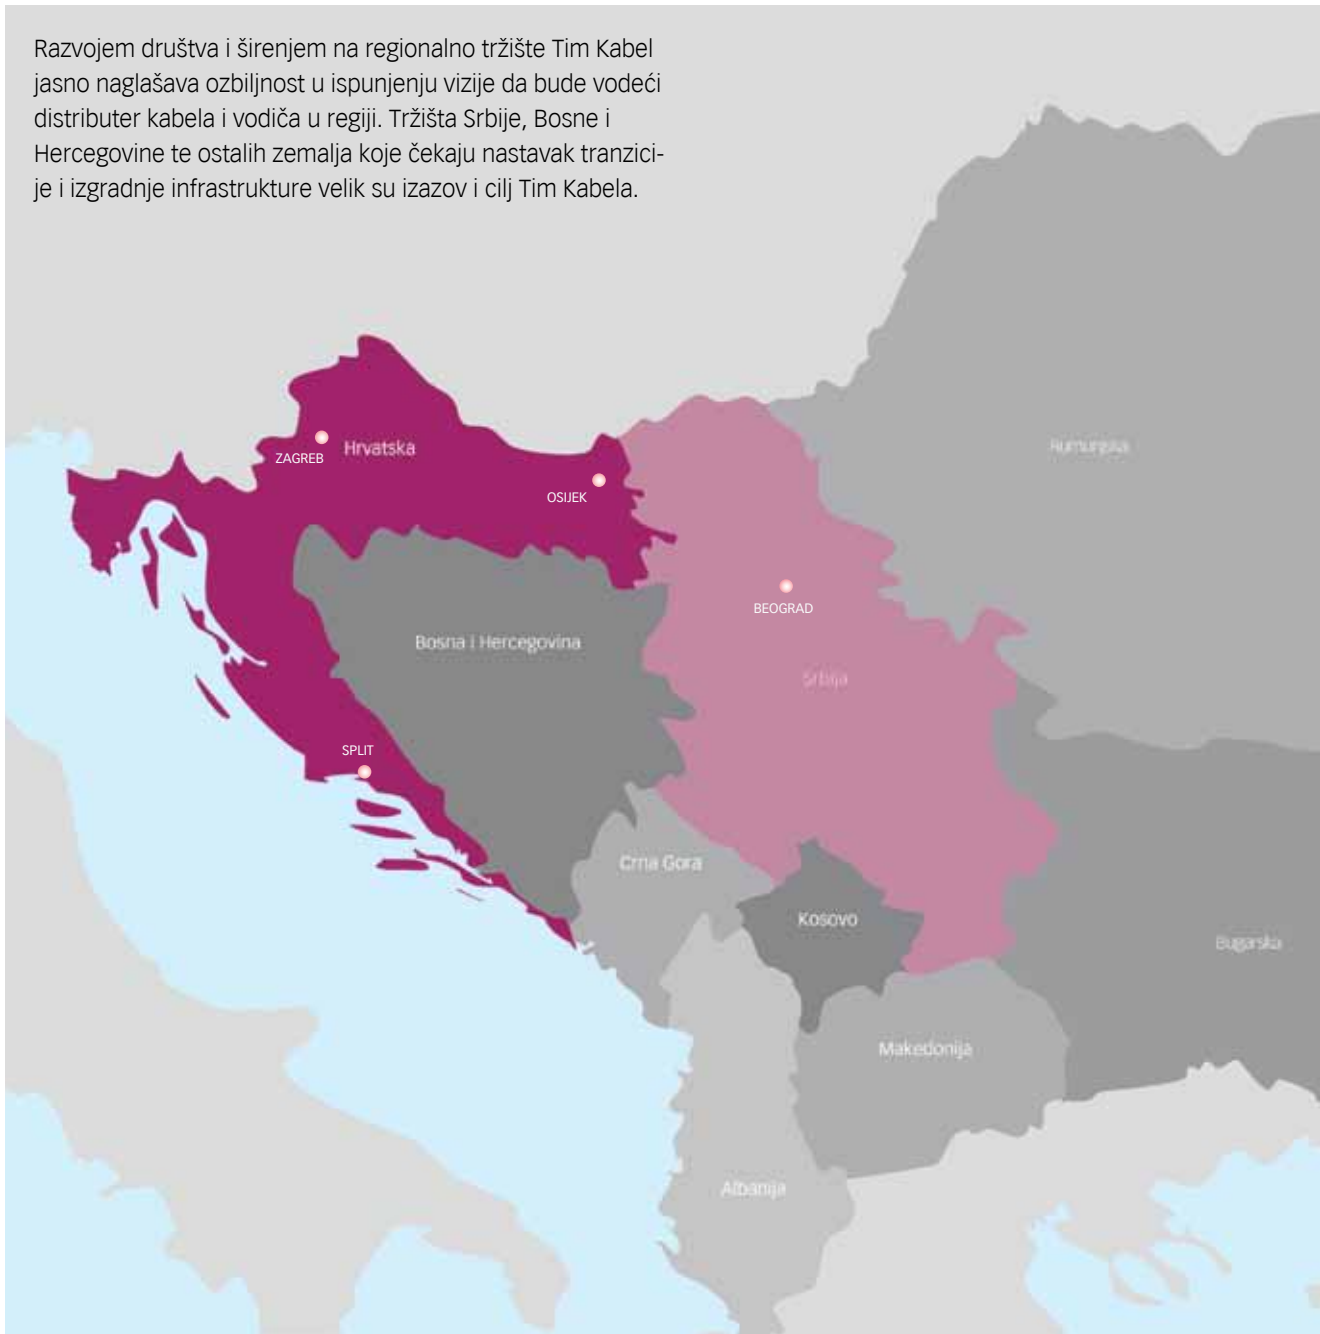 Razvojem društva i širenjem na regionalno tržište Tim Kabel
jasno naglašava ozbiljnost u ispunjenju vizije da bude vodeći
distributer kabela i vodiča u regiji. Tržišta Srbije, Bosne i
Hercegovine te ostalih zemalja koje čekaju nastavak tranzici-
je i izgradnje infrastrukture velik su izazov i cilj Tim Kabela.
Hrvatska
ZAGREB
Rumunjska
OSIJEK
BEOGRAD
Bosna i Hercegovina
Srbija
SPLIT
Crna Gora
Kosovo
Bugarska
Makedonija
Albanija